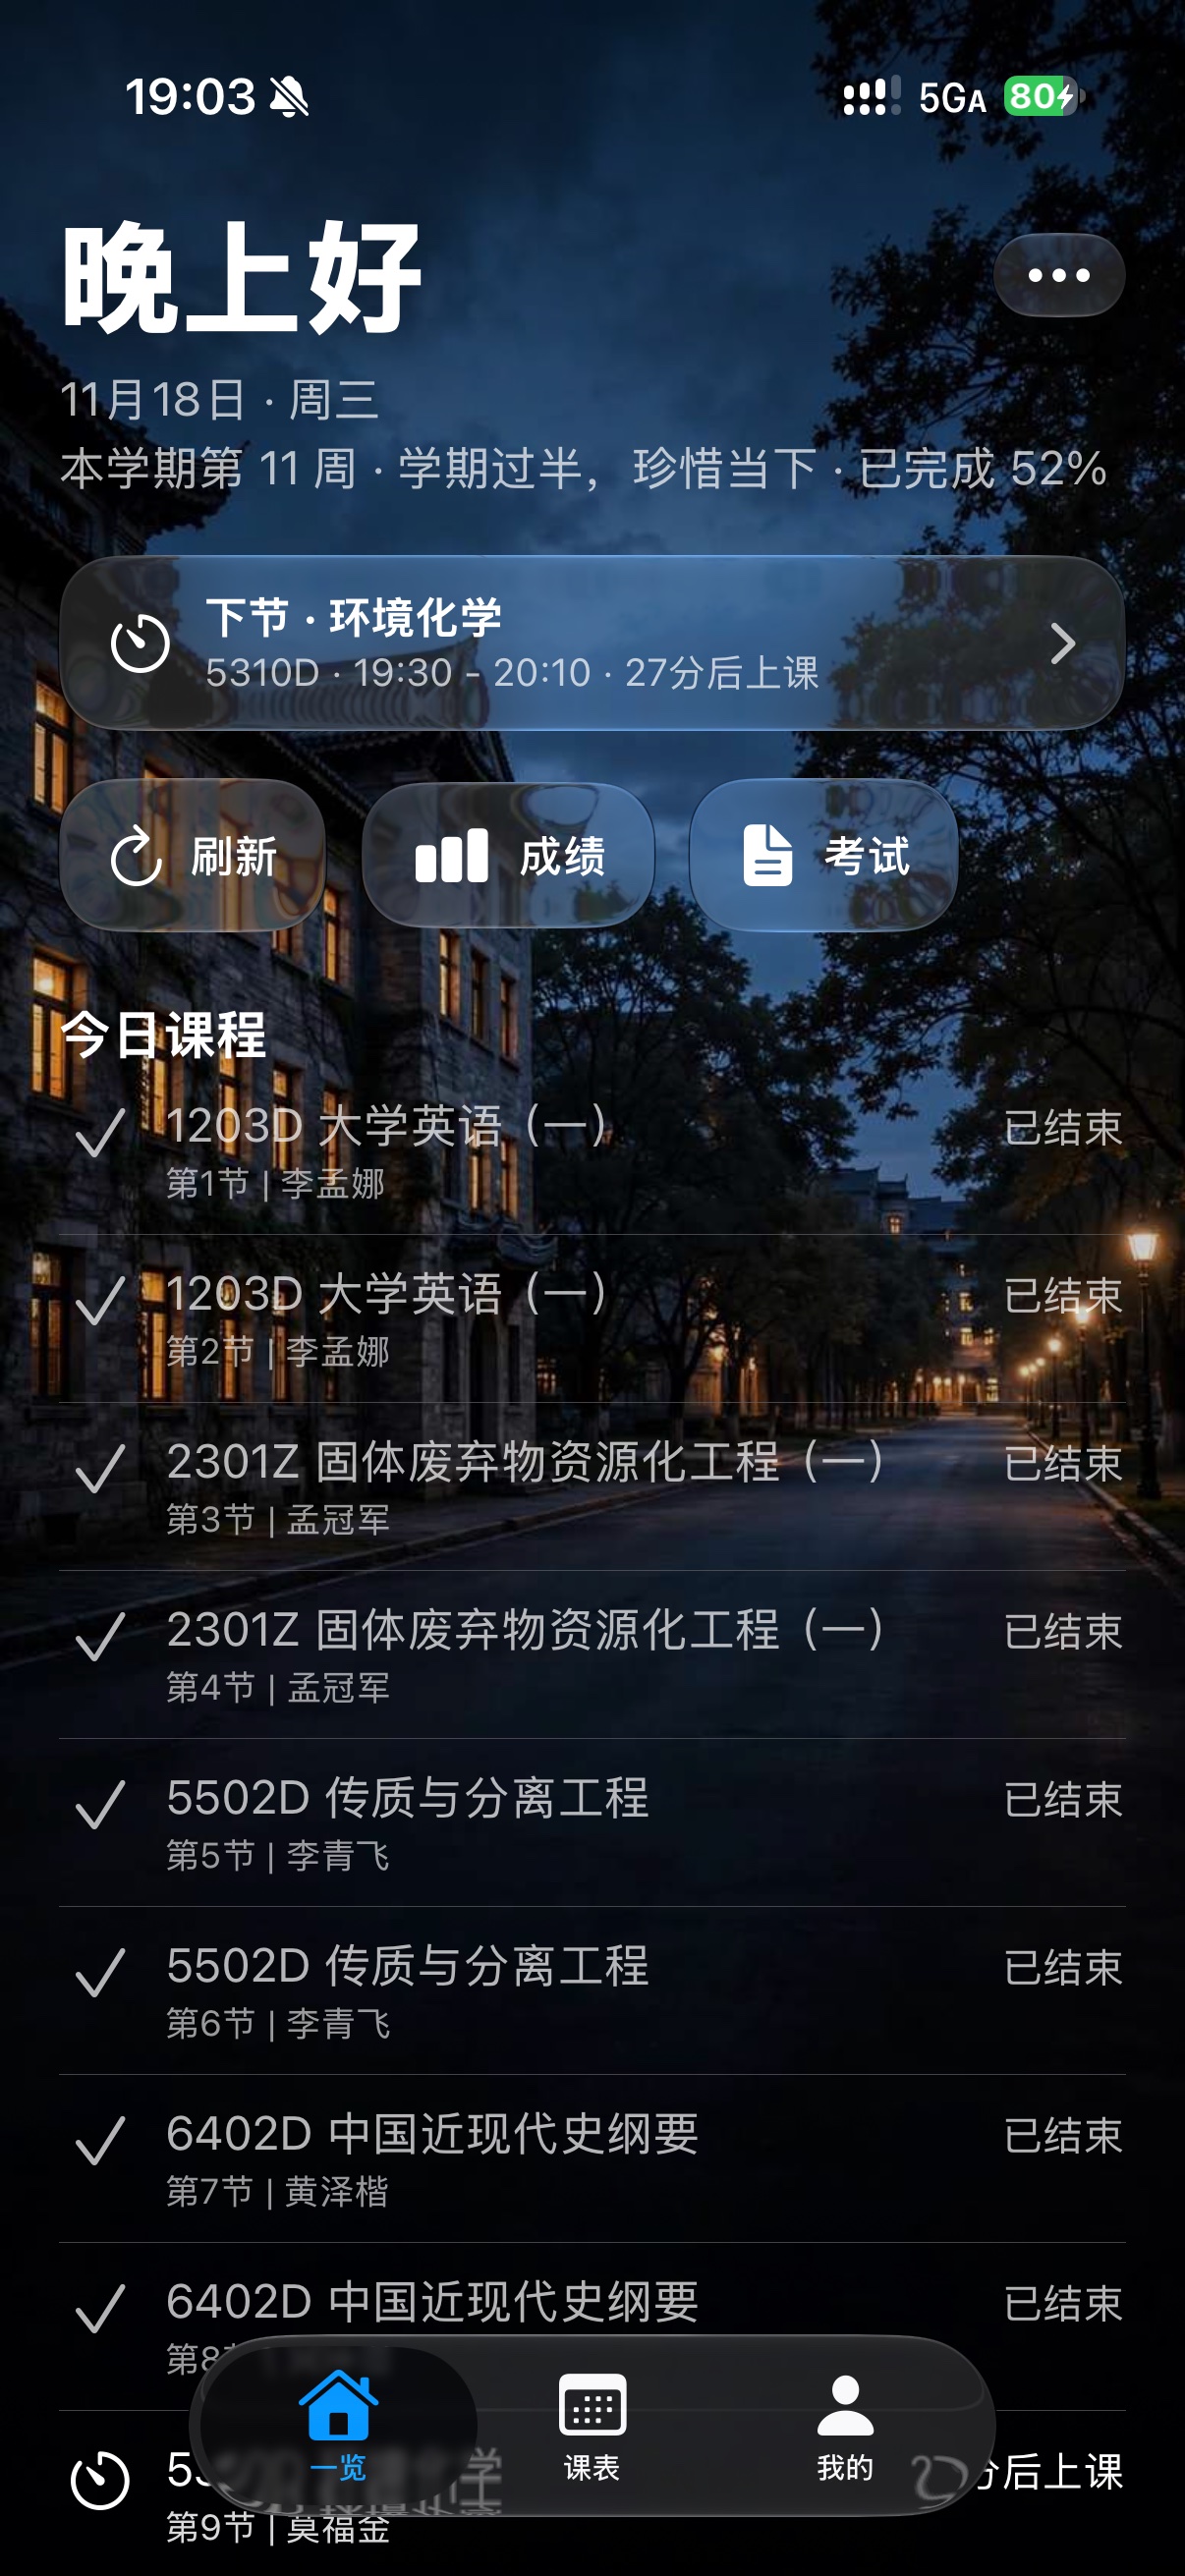 19:03
5GA 80
晚上好
11月18日 · 周三
本学期第 11 周 · 学期过半，珍惜当下 · 已完成 52%
下节 · 环境化学
5310D · 19:30 - 20:10 · 27分后上课
刷新 成绩 考试
今日课程
1203D 大学英语（一） 已结束
第1节 | 李孟娜
1203D 大学英语（一） 已结束
第2节 | 李孟娜
2301Z 固体废弃物资源化工程（一） 已结束
第3节 | 孟冠军
2301Z 固体废弃物资源化工程（一） 已结束
第4节 | 孟冠军
5502D 传质与分离工程 已结束
第5节 | 李青飞
5502D 传质与分离工程 已结束
第6节 | 李青飞
6402D 中国近现代史纲要 已结束
第7节 | 黄泽楷
6402D 中国近现代史纲要 已结束
第8
一览 课表 我的
分后上课
第9节 | 莫福金